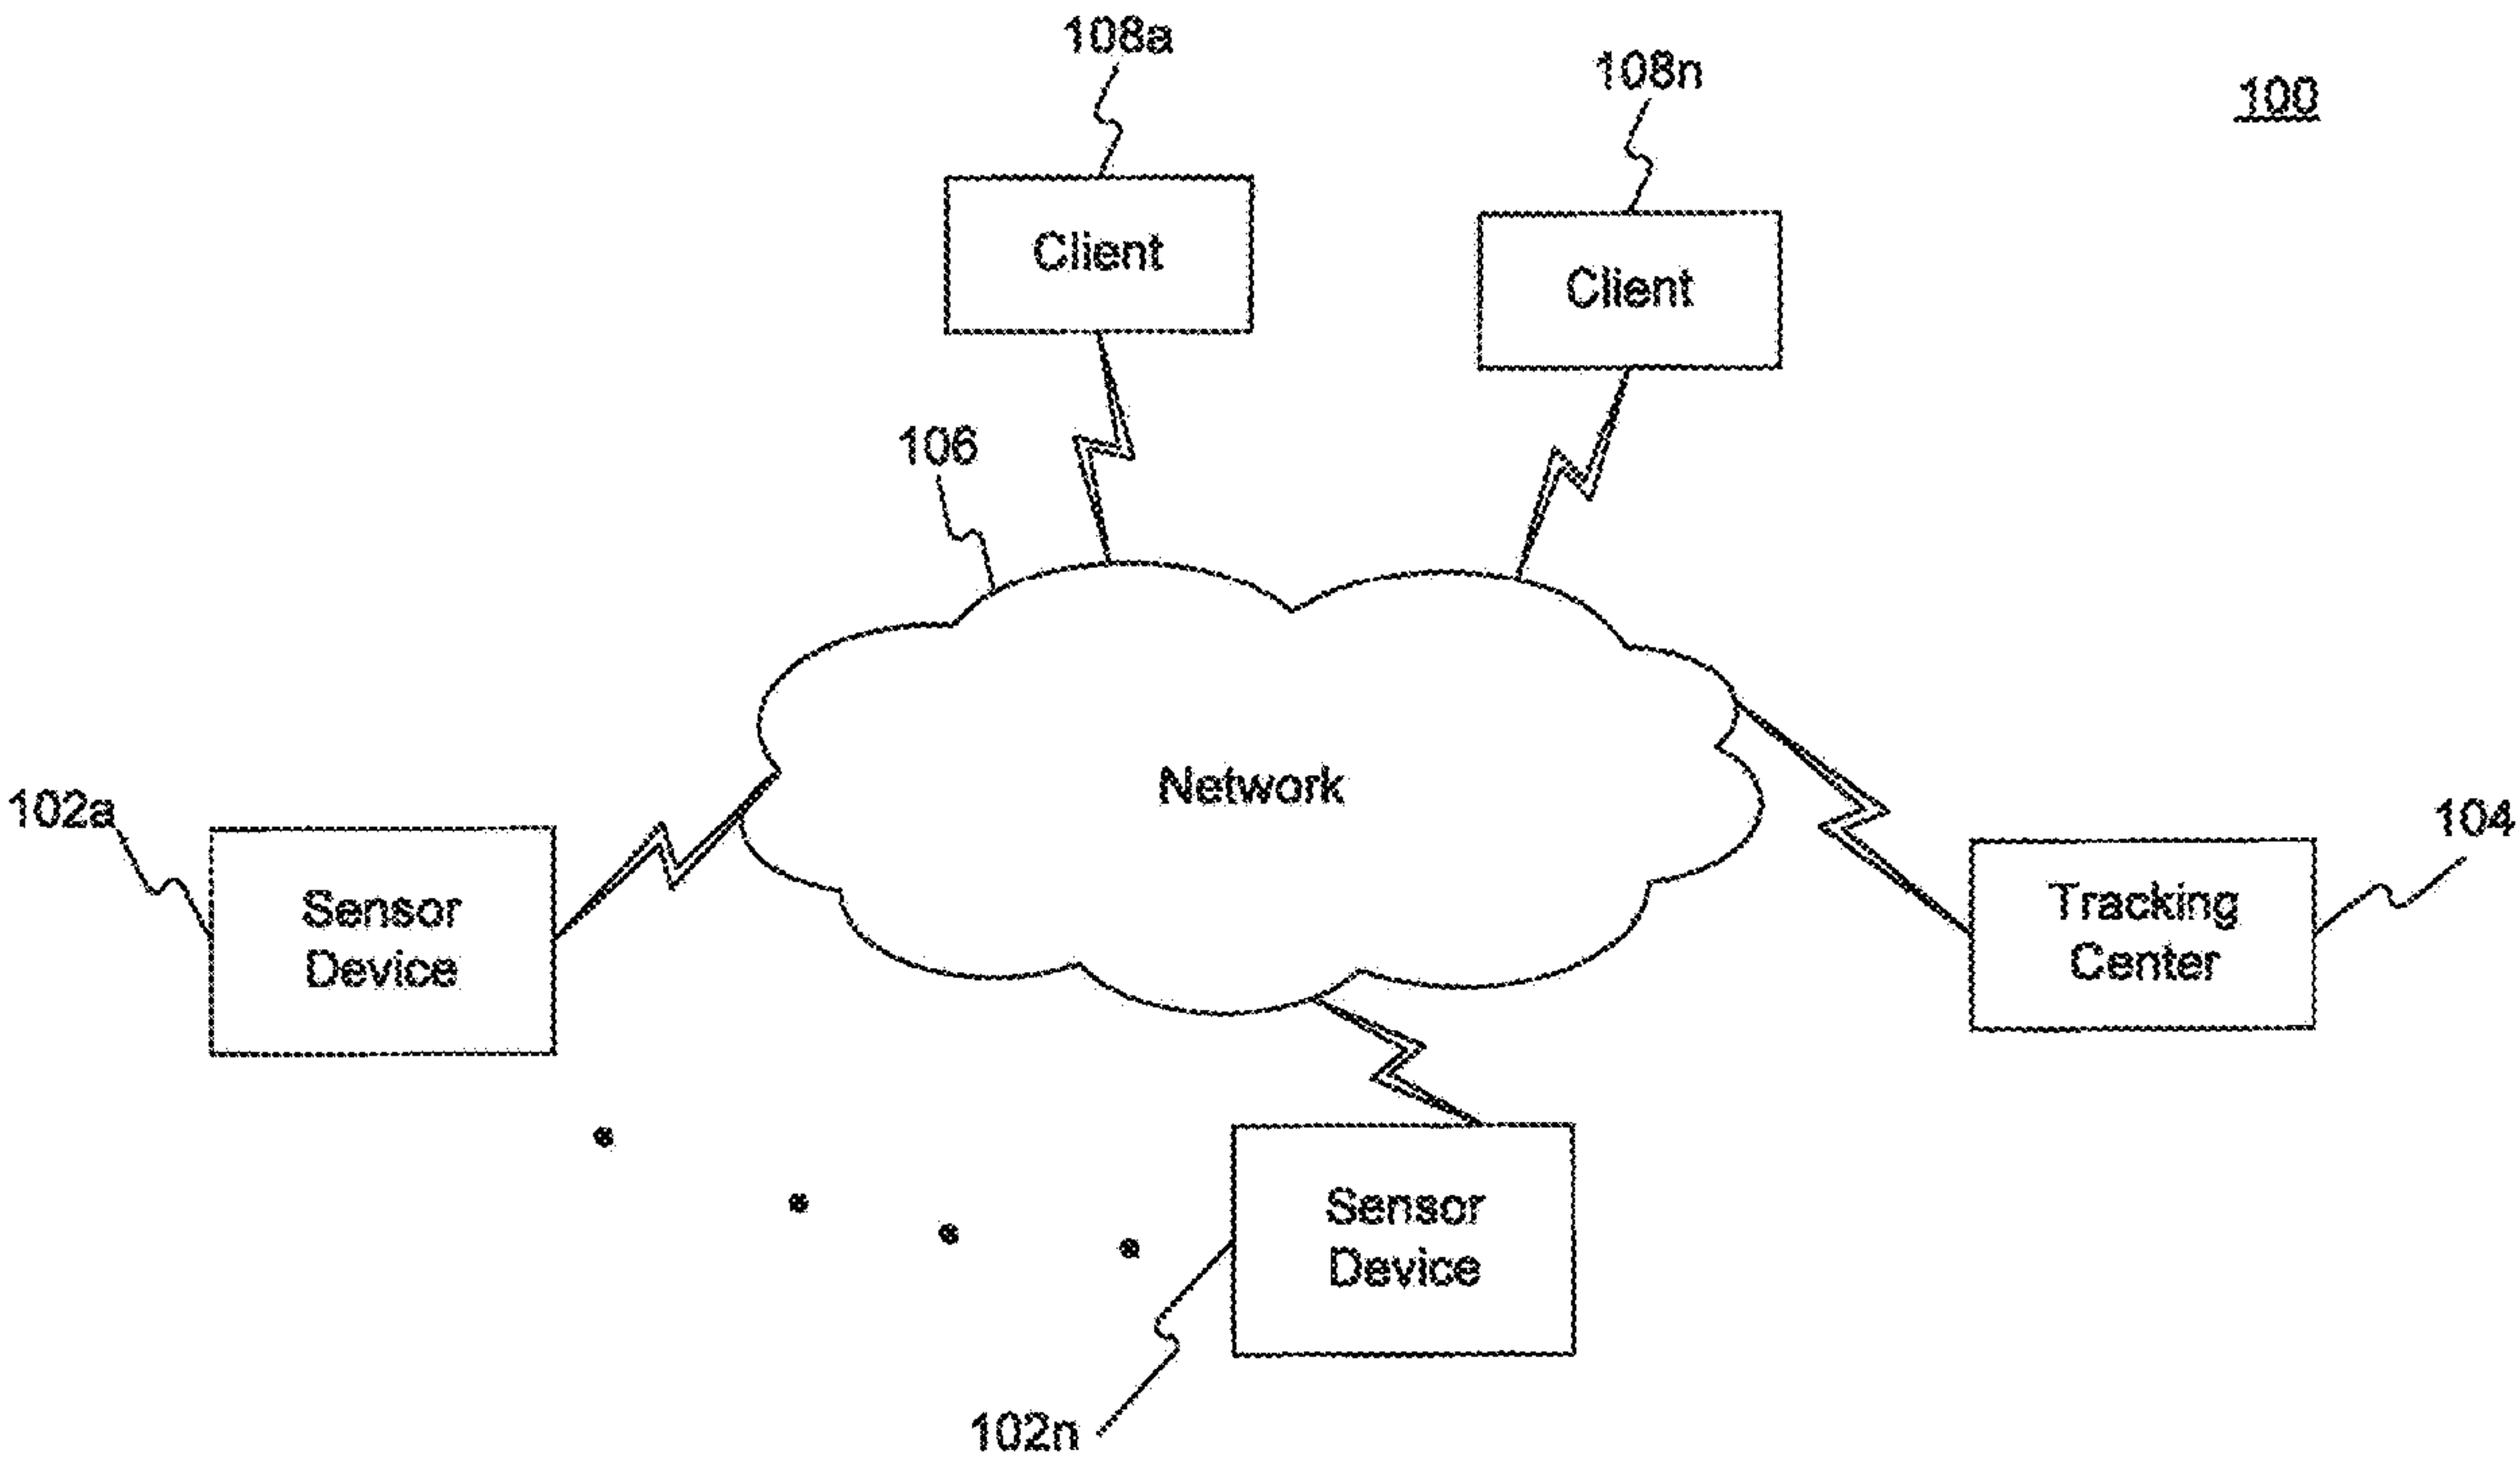 108a
108n
100
Client
Client
106
Network
102a
104
Sensor
Device
Tracking
Center
Sensor
Device
102n